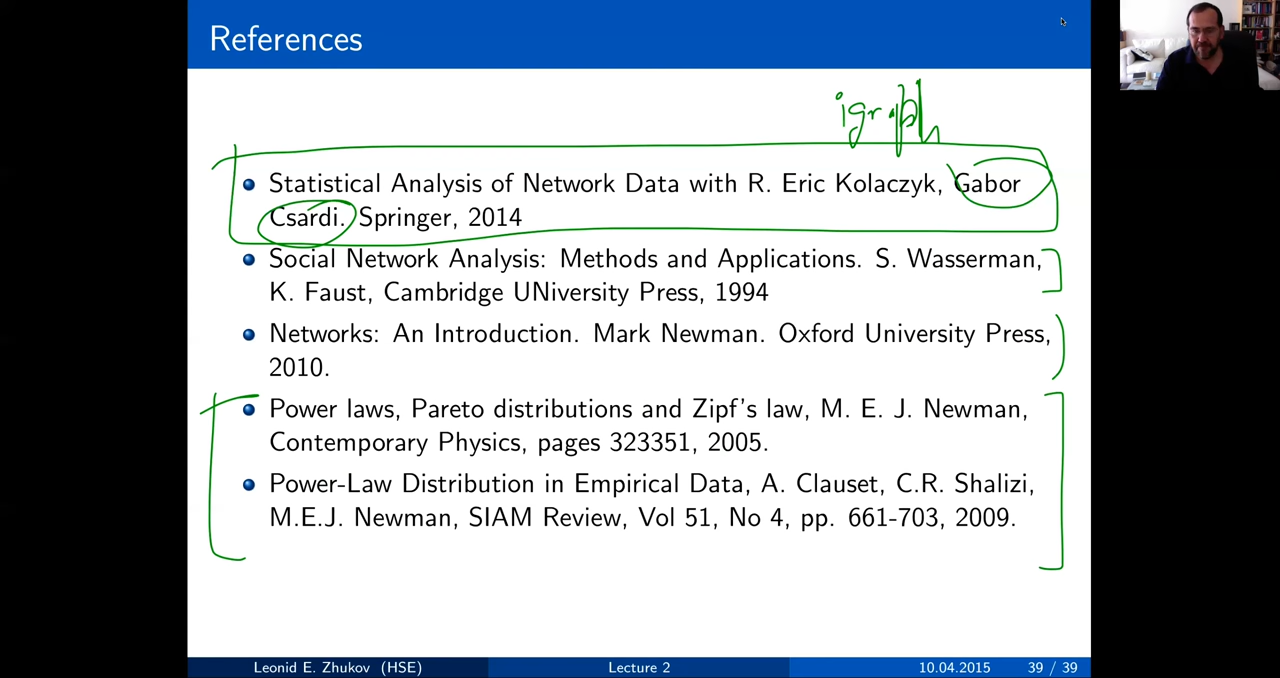 References
igraph
Statistical Analysis of Network Data with R. Eric Kolaczyk, Gabor
Csardi. Springer, 2014
Social Network Analysis: Methods and Applications. S. Wasserman,
K. Faust, Cambridge UNiversity Press, 1994
Networks: An Introduction. Mark Newman. Oxford University Press,
2010.
Power laws, Pareto distributions and Zipf's law, M. E. J. Newman,
Contemporary Physics, pages 323351, 2005.
Power-Law Distribution in Empirical Data, A. Clauset, C.R. Shalizi,
M.E.J. Newman, SIAM Review, Vol 51, No 4, pp. 661-703, 2009.
Leonid E. Zhukov (HSE) Lecture 2 10.04.2015 39 / 39